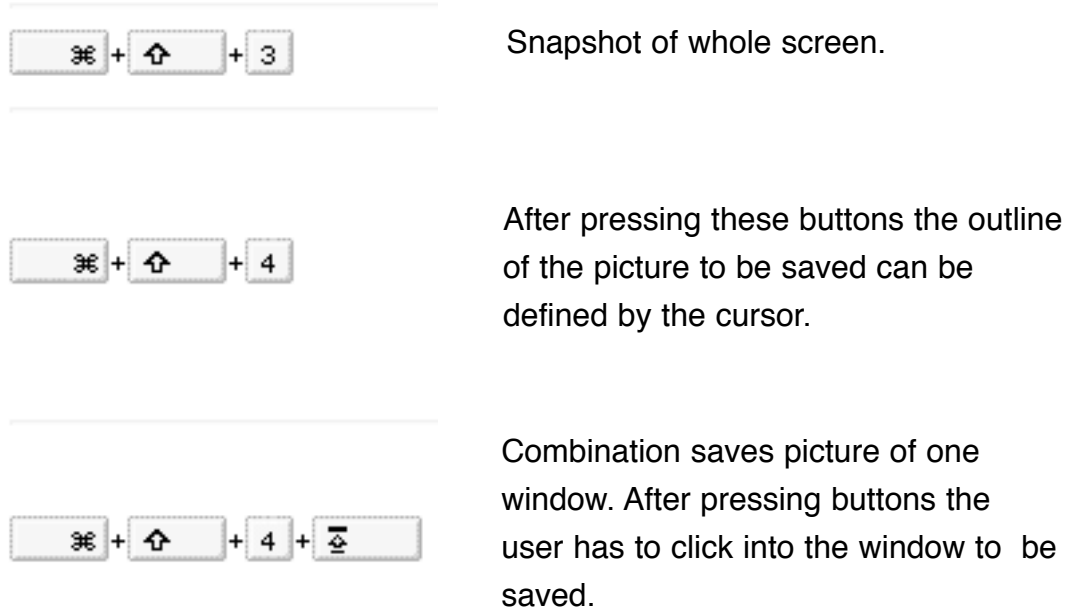 ⌘ + ⇧ + 3
Snapshot of whole screen.
⌘ + ⇧ + 4
After pressing these buttons the outline
of the picture to be saved can be
defined by the cursor.
⌘ + ⇧ + 4 + ⇪
Combination saves picture of one
window. After pressing buttons the
user has to click into the window to be
saved.